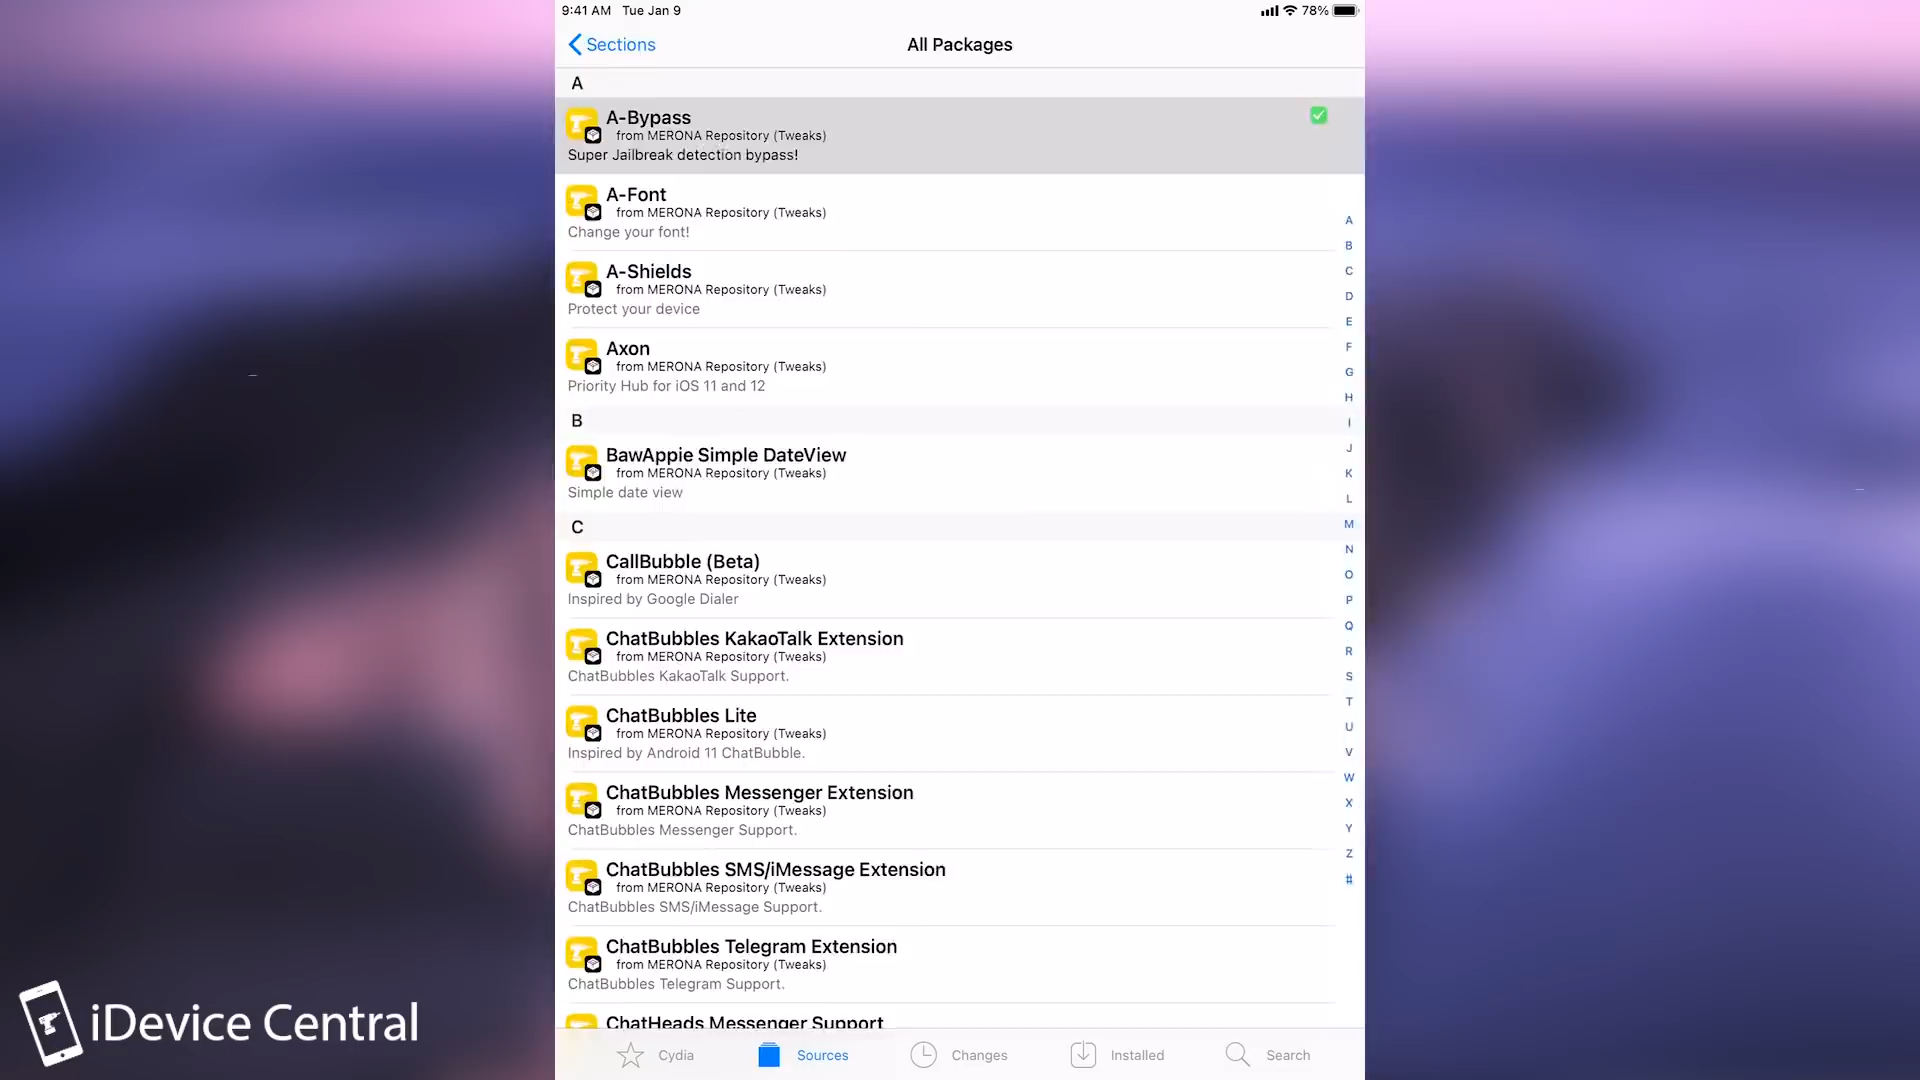 9:41 AM Tue Jan 9
78%
Sections
All Packages
A
A-Bypass
from MERONA Repository (Tweaks)
Super Jailbreak detection bypass!
A-Font
from MERONA Repository (Tweaks)
Change your font!
A-Shields
from MERONA Repository (Tweaks)
Protect your device
Axon
from MERONA Repository (Tweaks)
Priority Hub for iOS 11 and 12
B
BawAppie Simple DateView
from MERONA Repository (Tweaks)
Simple date view
C
CallBubble (Beta)
from MERONA Repository (Tweaks)
Inspired by Google Dialer
ChatBubbles KakaoTalk Extension
from MERONA Repository (Tweaks)
ChatBubbles KakaoTalk Support.
ChatBubbles Lite
from MERONA Repository (Tweaks)
Inspired by Android 11 ChatBubble.
ChatBubbles Messenger Extension
from MERONA Repository (Tweaks)
ChatBubbles Messenger Support.
ChatBubbles SMS/iMessage Extension
from MERONA Repository (Tweaks)
ChatBubbles SMS/iMessage Support.
ChatBubbles Telegram Extension
from MERONA Repository (Tweaks)
ChatBubbles Telegram Support.
ChatHeads Messenger Support
A
B
C
D
E
F
G
H
I
J
K
L
M
N
O
P
Q
R
S
T
U
V
W
X
Y
Z
#
Cydia
Sources
Changes
Installed
Search
iDevice Central